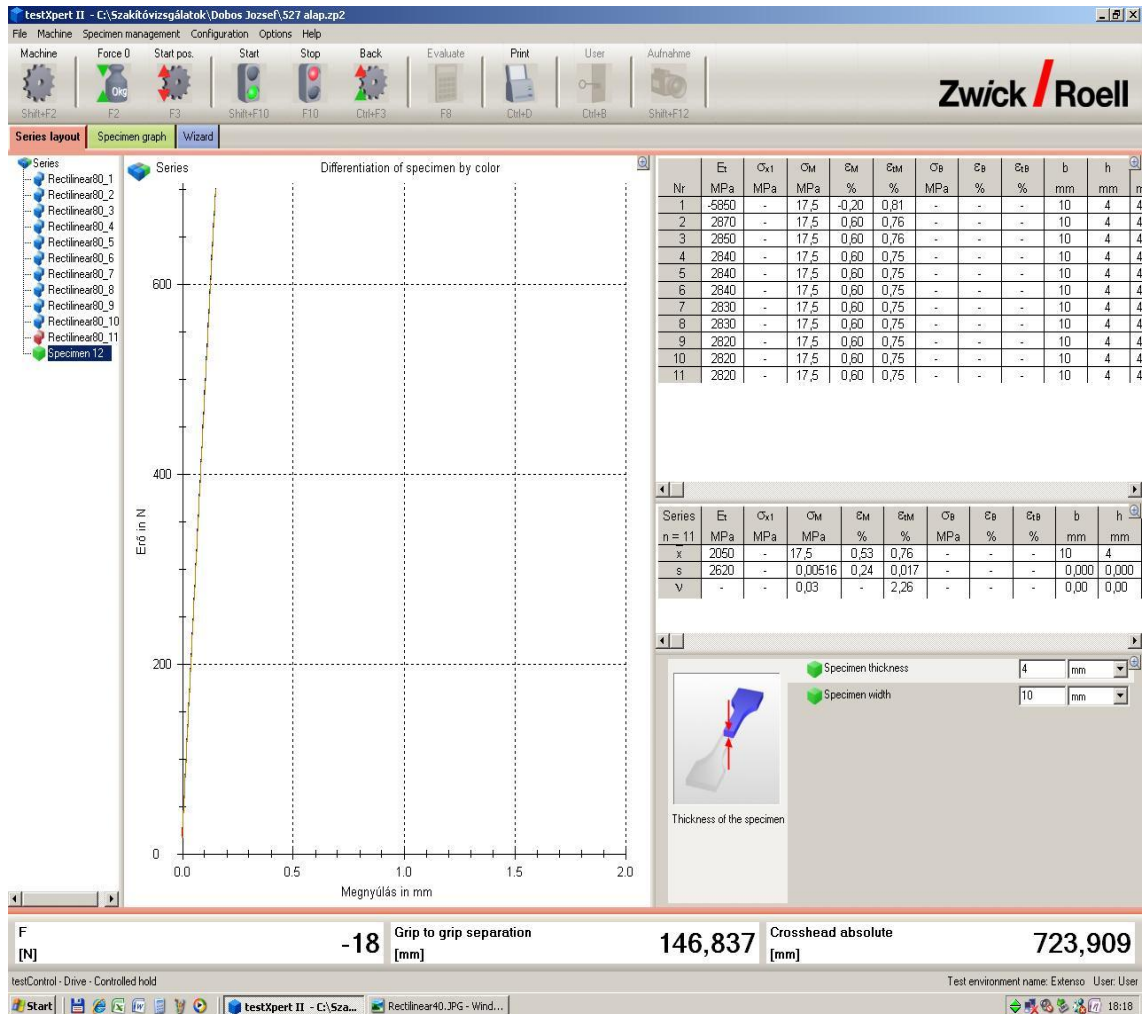 testXpert II - C:\Szakítóvizsgálatok\Dobos Jozsef\527 alap.zp2
File Machine Specimen management Configuration Options Help
Machine Force 0 Start pos. Start Stop Back Evaluate Print User Aufnahme
0kg
Shift+F2 F2 F3 Shift+F10 F10 Ctrl+F3 F8 Ctrl+D Ctrl+B Shift+F12
Zwick / Roell
Series layout Specimen graph Wizard
Series
Rectilinear80_1
Rectilinear80_2
Rectilinear80_3
Rectilinear80_4
Rectilinear80_5
Rectilinear80_6
Rectilinear80_7
Rectilinear80_8
Rectilinear80_9
Rectilinear80_10
Rectilinear80_11
Specimen 12
Series Differentiation of specimen by color
600
400
200
0
Erő in N
0.0 0.5 1.0 1.5 2.0
Megnyúlás in mm
Et σx1 σM εM εtM σB εB εtB b h
Nr MPa MPa MPa % % MPa % % mm mm m
1 -5850 - 17,5 -0,20 0,81 - - - 10 4 4
2 2870 - 17,5 0,60 0,76 - - - 10 4 4
3 2850 - 17,5 0,60 0,76 - - - 10 4 4
4 2840 - 17,5 0,60 0,75 - - - 10 4 4
5 2840 - 17,5 0,60 0,75 - - - 10 4 4
6 2840 - 17,5 0,60 0,75 - - - 10 4 4
7 2830 - 17,5 0,60 0,75 - - - 10 4 4
8 2830 - 17,5 0,60 0,75 - - - 10 4 4
9 2820 - 17,5 0,60 0,75 - - - 10 4 4
10 2820 - 17,5 0,60 0,75 - - - 10 4 4
11 2820 - 17,5 0,60 0,75 - - - 10 4 4
Series Et σx1 σM εM εtM σB εB εtB b h
n = 11 MPa MPa MPa % % MPa % % mm mm
x̄ 2050 - 17,5 0,53 0,76 - - - 10 4
s 2620 - 0,00516 0,24 0,017 - - - 0,000 0,000
ν - - 0,03 - 2,26 - - - 0,00 0,00
Specimen thickness 4 mm
Specimen width 10 mm
Thickness of the specimen
F
[N]
-18
Grip to grip separation
[mm]
146,837
Crosshead absolute
[mm]
723,909
testControl - Drive - Controlled hold
Test environment name: Extenso User: User
Start testXpert II - C:\Sza... Rectilinear40.JPG - Wind... 18:18